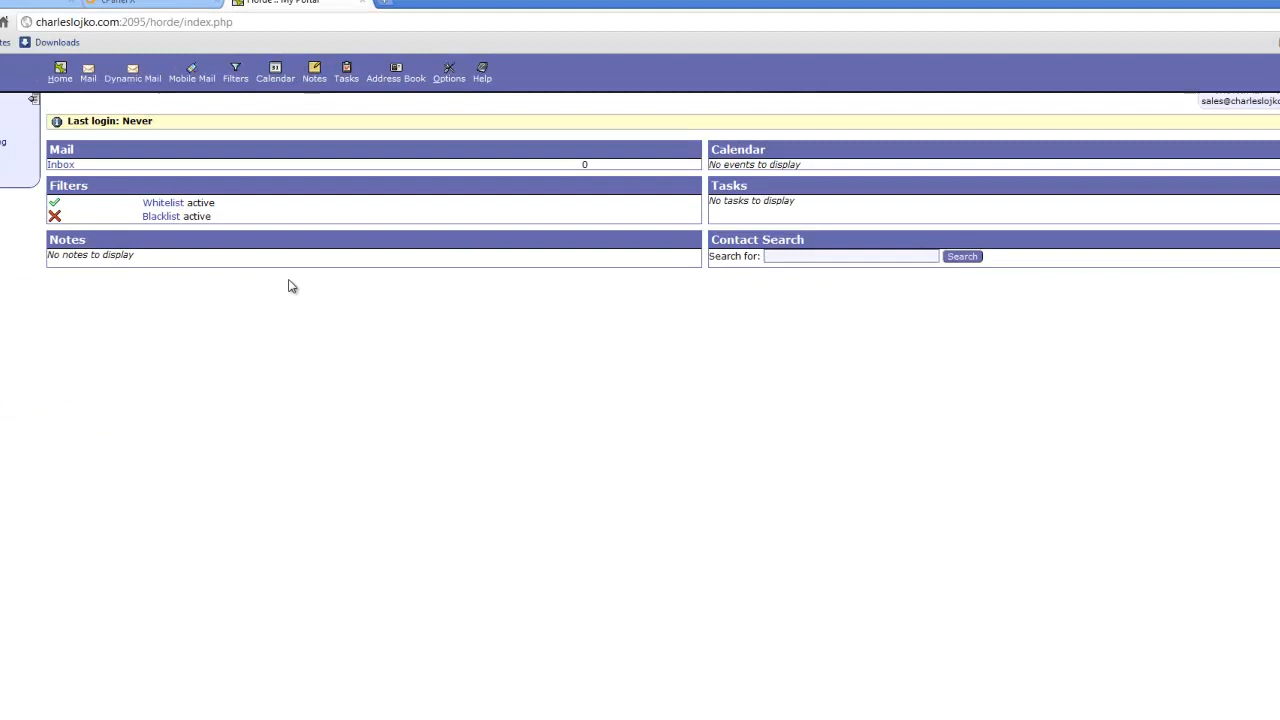 charleslojko.com:2095/horde/index.php
Downloads
Home Mail Dynamic Mail Mobile Mail Filters Calendar Notes Tasks Address Book Options Help
Last login: Never
Mail
Inbox 0
Filters
Whitelist active
Blacklist active
Notes
No notes to display
Calendar
No events to display
Tasks
No tasks to display
Contact Search
Search for: Search